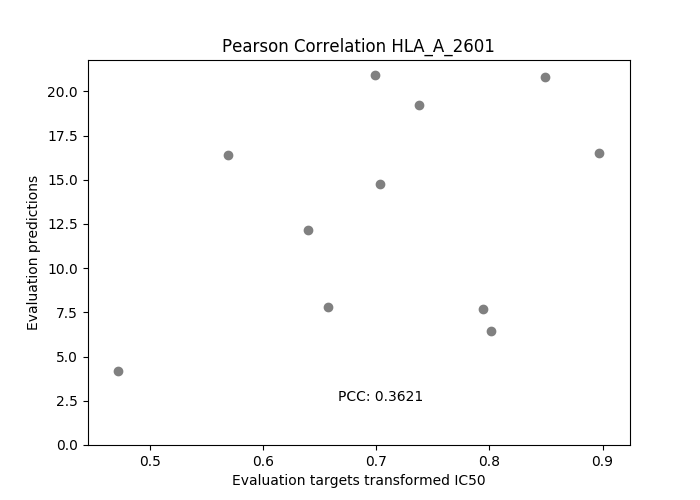 Pearson Correlation HLA_A_2601
20.0
17.5
15.0
12.5
10.0
7.5
5.0
2.5
0.0
Evaluation predictions
PCC: 0.3621
0.5 0.6 0.7 0.8 0.9
Evaluation targets transformed IC50